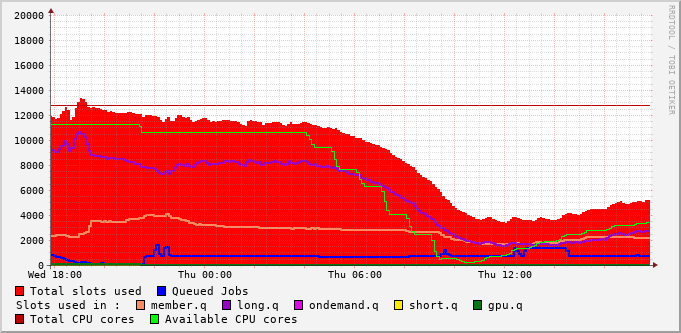 20000
18000
16000
14000
12000
10000
8000
6000
4000
2000
0
Wed 18:00 Thu 00:00 Thu 06:00 Thu 12:00
Total slots used Queued Jobs
Slots used in : member.q long.q ondemand.q short.q gpu.q
Total CPU cores Available CPU cores
RRDTOOL / TOBI OETIKER